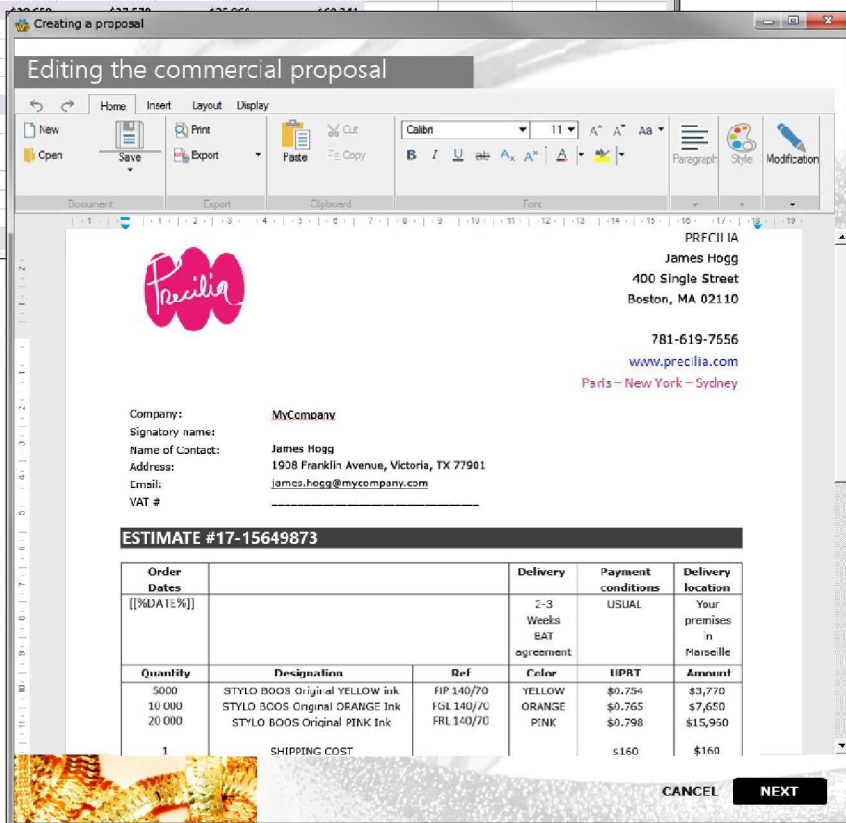 Creating a proposal
Editing the commercial proposal
Home Insert Layout Display
New
Open
Save
Print
Export
Paste
Cut
Copy
Calibri 11 Aa
B I U ab
Paragraph
Style
Modification
Document Export Clipboard Font
Precilia
PRECILIA
James Hogg
400 Single Street
Boston, MA 02110
781-619-7556
www.precilia.com
Paris – New York – Sydney
Company: MyCompany
Signatory name:
Name of Contact: James Hogg
Address: 1908 Franklin Avenue, Victoria, TX 77901
Email: james.hogg@mycompany.com
VAT #
ESTIMATE #17-15649873
Order Dates Delivery Payment conditions Delivery location
[[%DATE%]] 2-3 Weeks BAT agreement USUAL Your premises in Marseille
Quantity Designation Ref Color UPBT Amount
5000 STYLO BOOS Original YELLOW ink FIP 140/70 YELLOW $0.754 $3,770
10 000 STYLO BOOS Original ORANGE Ink FGL 140/70 ORANGE $0.765 $7,650
20 000 STYLO BOOS Original PINK Ink FRL 140/70 PINK $0.798 $15,960
1 SHIPPING COST $160 $160
CANCEL NEXT